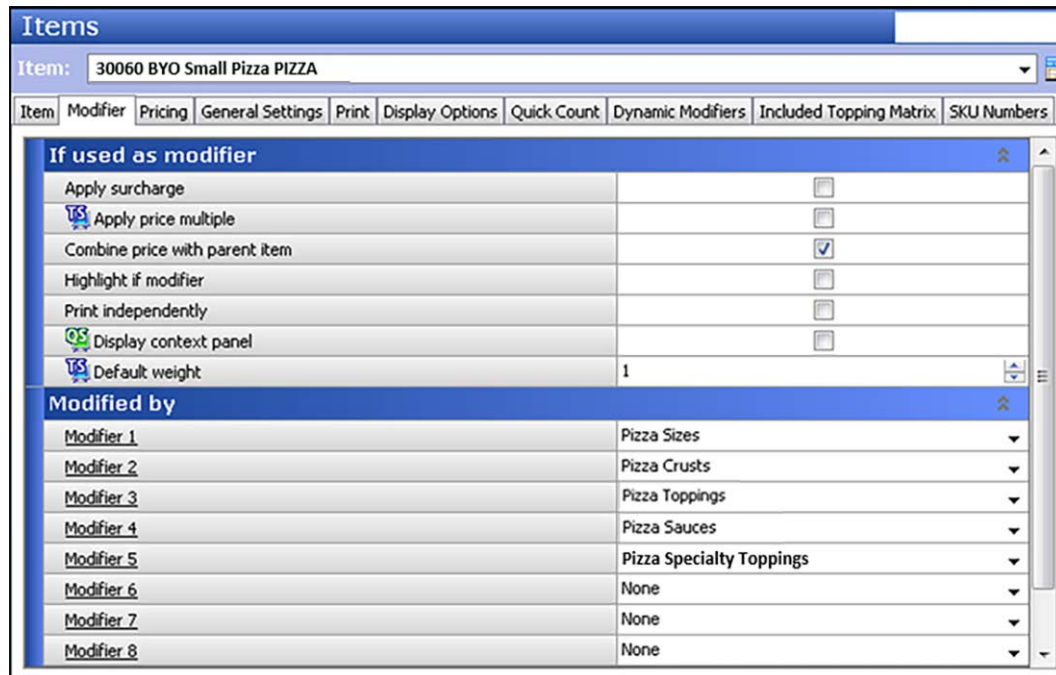 Items
Item: 30060 BYO Small Pizza PIZZA
Item Modifier Pricing General Settings Print Display Options Quick Count Dynamic Modifiers Included Topping Matrix SKU Numbers
If used as modifier
Apply surcharge
TS Apply price multiple
Combine price with parent item
Highlight if modifier
Print independently
QS Display context panel
TS Default weight 1
Modified by
Modifier 1 Pizza Sizes
Modifier 2 Pizza Crusts
Modifier 3 Pizza Toppings
Modifier 4 Pizza Sauces
Modifier 5 Pizza Specialty Toppings
Modifier 6 None
Modifier 7 None
Modifier 8 None